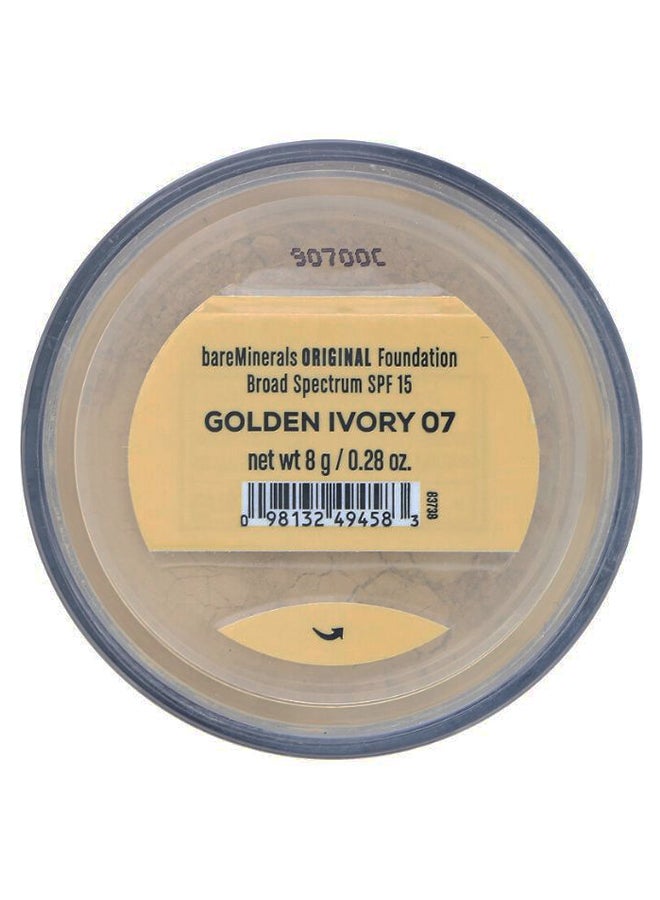 90700C
bareMinerals ORIGINAL Foundation
Broad Spectrum SPF 15
GOLDEN IVORY 07
net wt 8 g / 0.28 oz.
83738
0 98132 49458 3